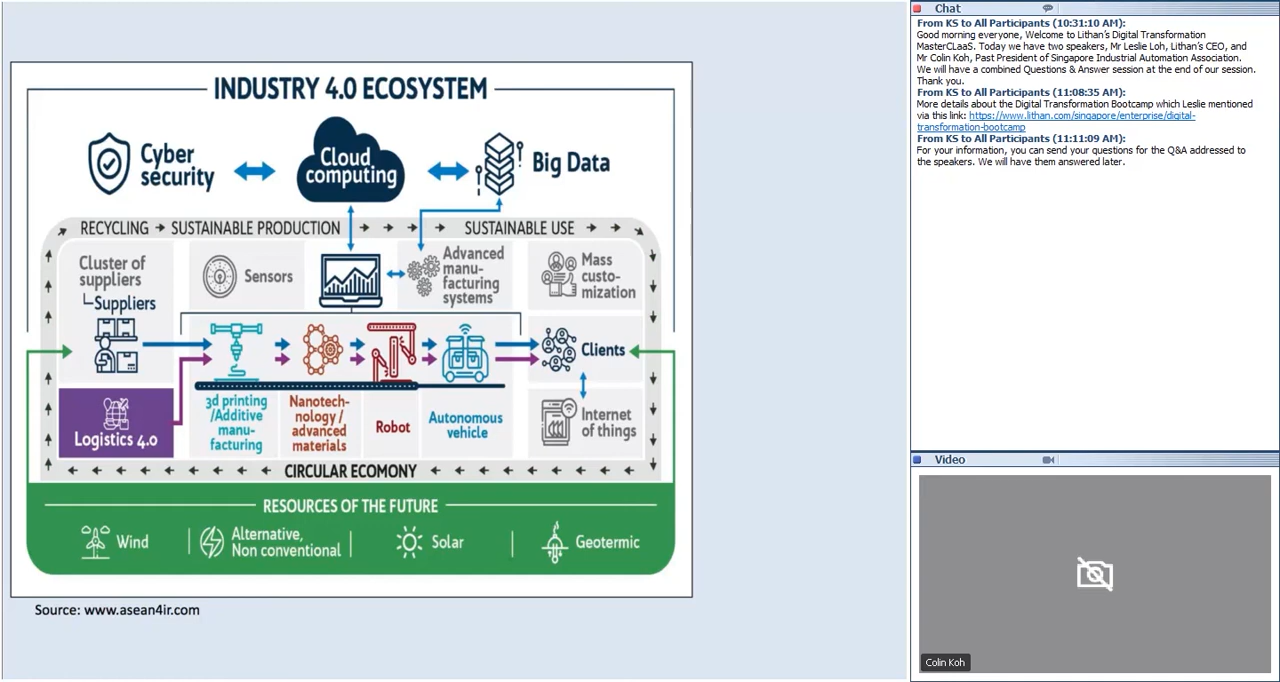 INDUSTRY 4.0 ECOSYSTEM
Cyber
security
Cloud
computing
Big Data
RECYCLING
SUSTAINABLE PRODUCTION
SUSTAINABLE USE
Cluster of
suppliers
Suppliers
Sensors
Advanced
manu-
facturing
systems
Mass
custo-
mization
Clients
Logistics 4.0
3d printing
/Additive
manu-
facturing
Nanotech-
nology /
advanced
materials
Robot
Autonomous
vehicle
Internet
of things
CIRCULAR ECOMONY
RESOURCES OF THE FUTURE
Wind
Alternative,
Non conventional
Solar
Geotermic
Source: www.asean4ir.com
Chat
From KS to All Participants (10:31:10 AM):
Good morning everyone, Welcome to Lithan's Digital Transformation
MasterCLaaS. Today we have two speakers, Mr Leslie Loh, Lithan's CEO, and
Mr Colin Koh, Past President of Singapore Industrial Automation Association.
We will have a combined Questions & Answer session at the end of our session.
Thank you.
From KS to All Participants (11:08:35 AM):
More details about the Digital Transformation Bootcamp which Leslie mentioned
via this link: https://www.lithan.com/singapore/enterprise/digital-
transformation-bootcamp
From KS to All Participants (11:11:09 AM):
For your information, you can send your questions for the Q&A addressed to
the speakers. We will have them answered later.
Video
Colin Koh